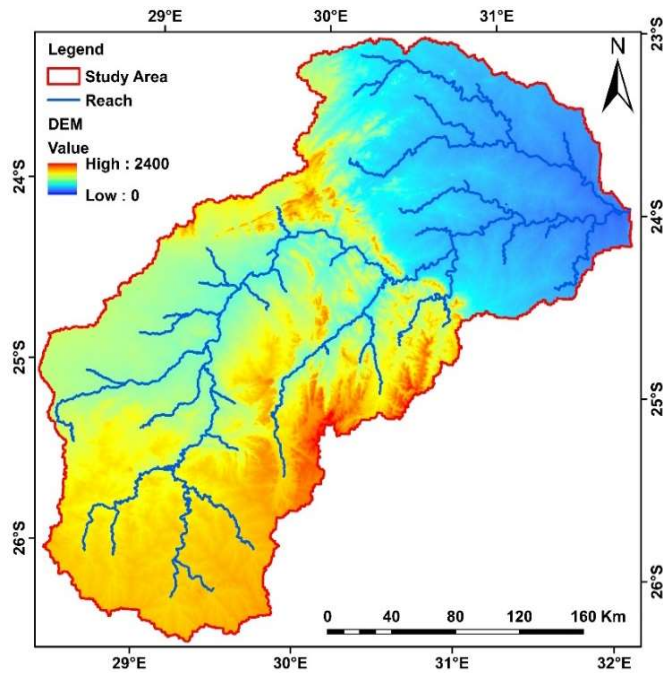 29°E 30°E 31°E
23°S
Legend
Study Area
Reach
DEM
Value
High : 2400
Low : 0
N
24°S
24°S
25°S
25°S
26°S
26°S
0 40 80 120 160 Km
29°E 30°E 31°E 32°E